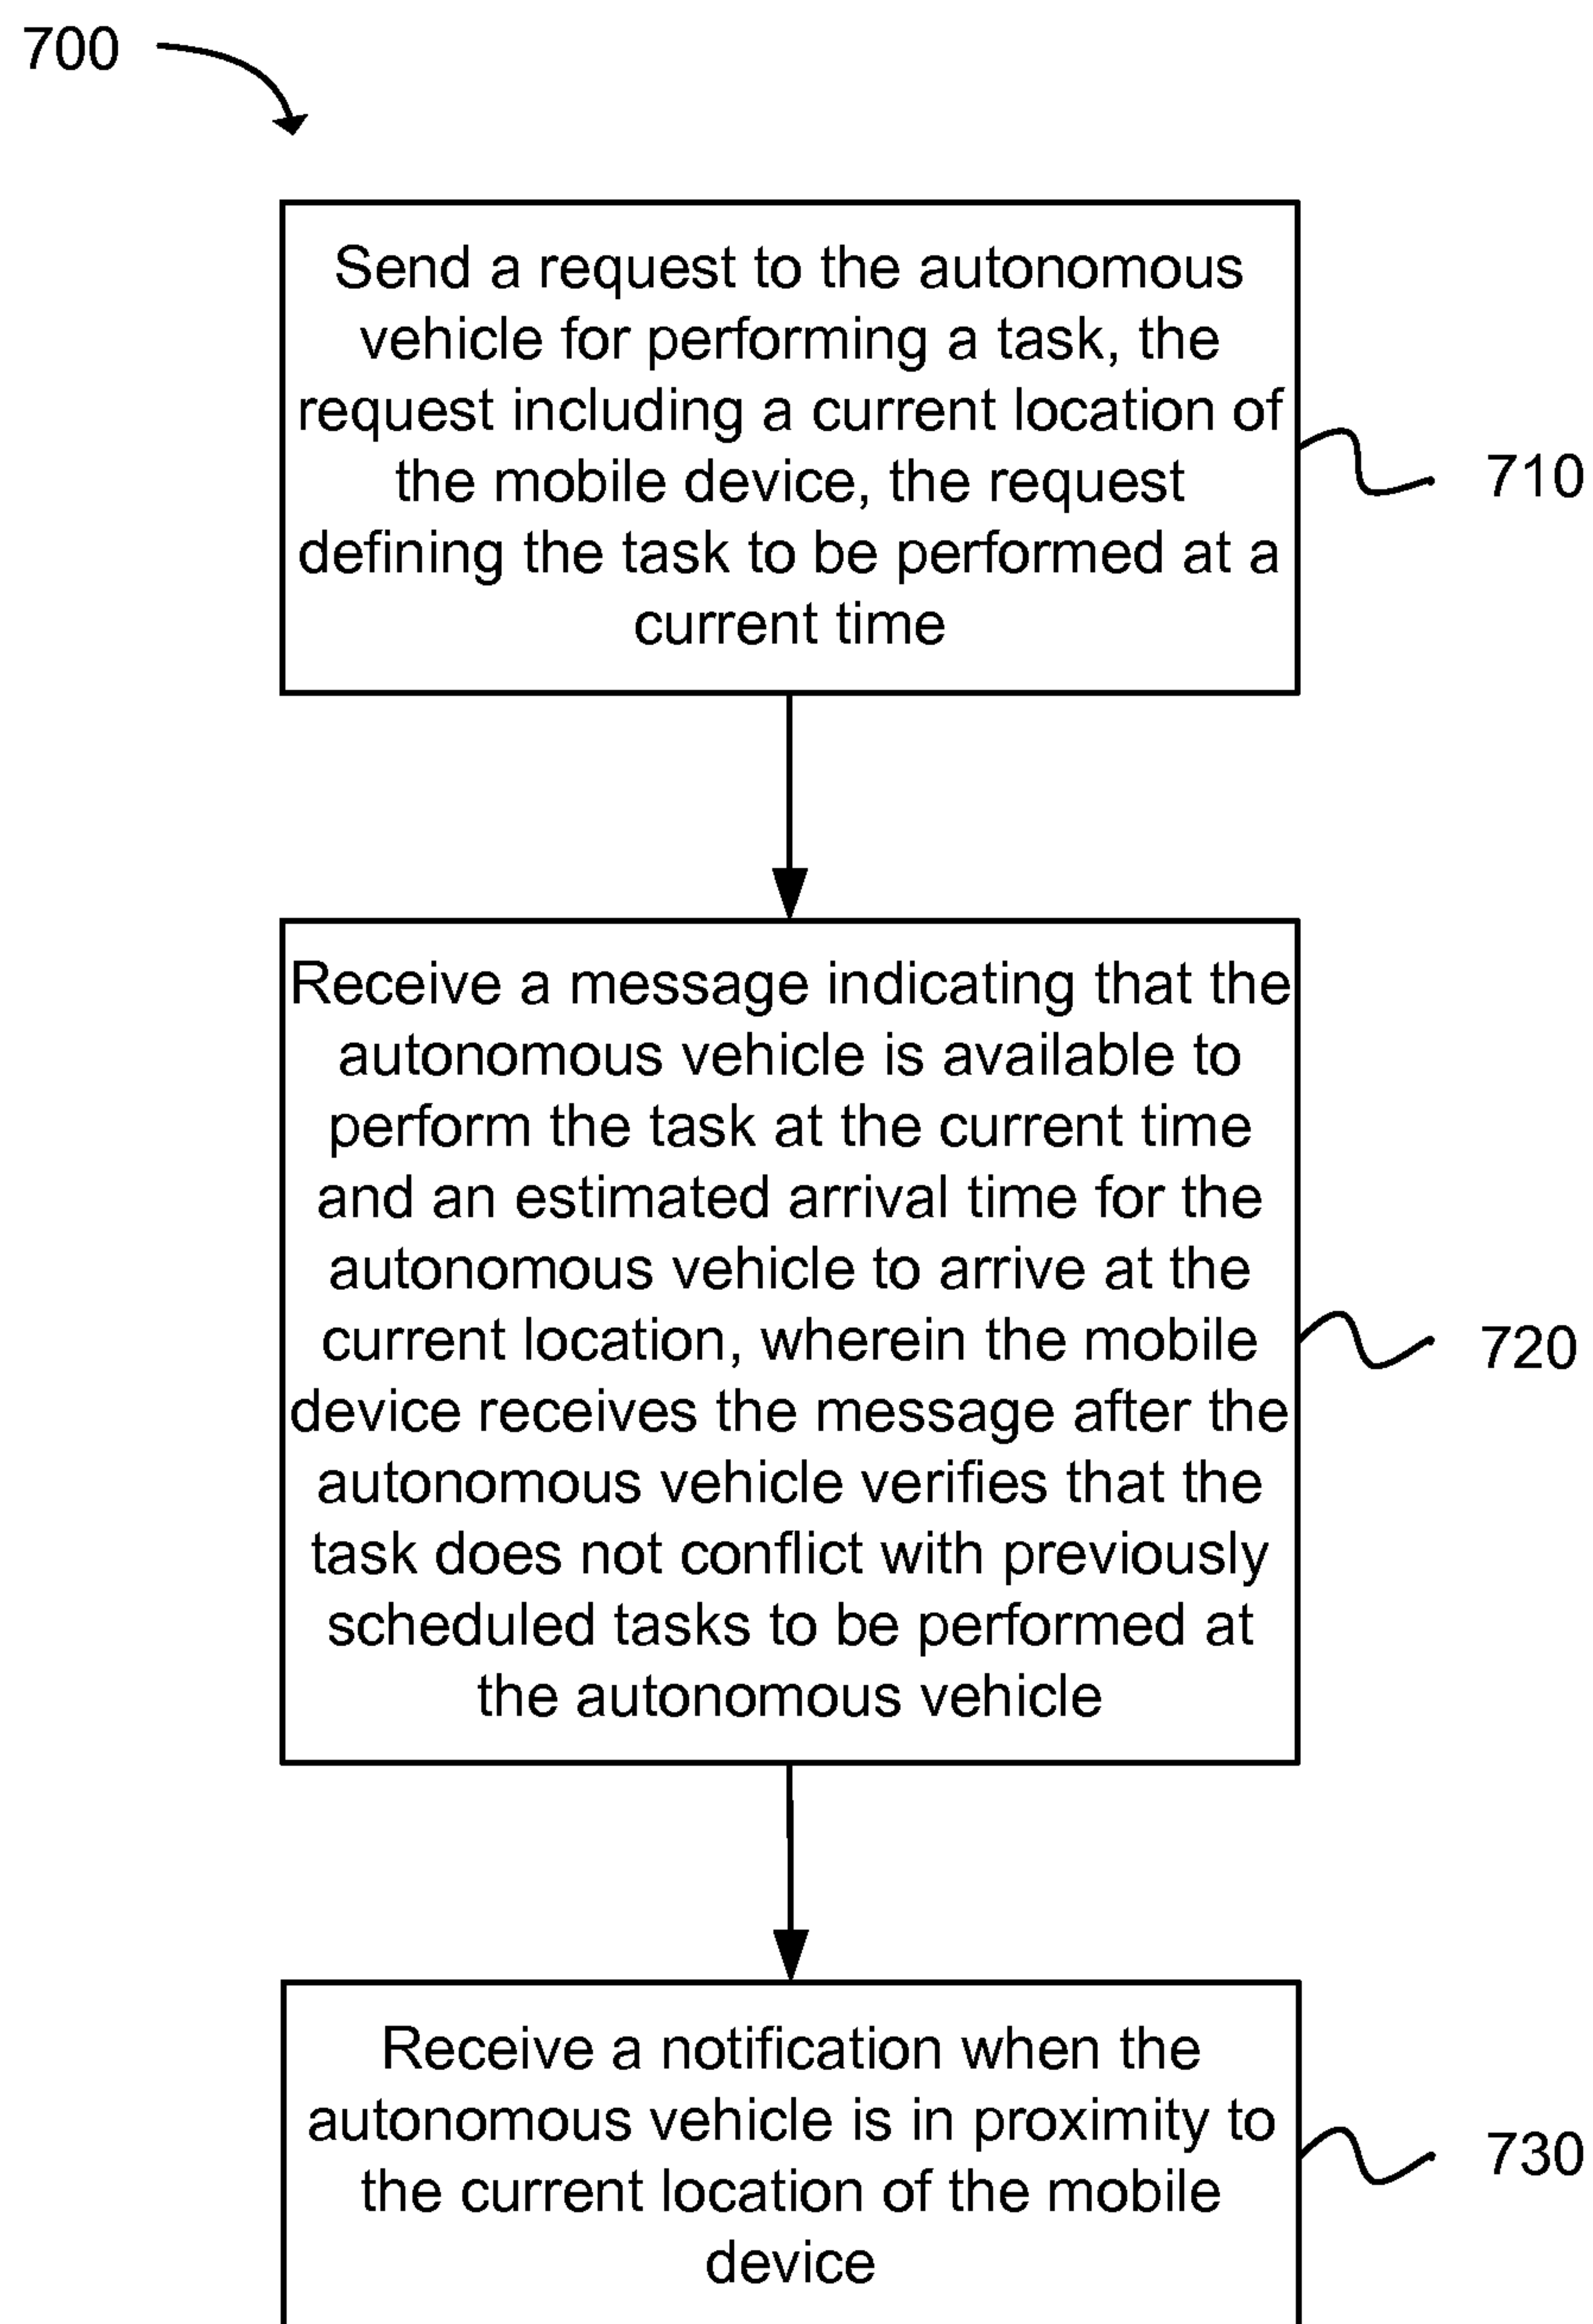 700
Send a request to the autonomous
vehicle for performing a task, the
request including a current location of
the mobile device, the request
defining the task to be performed at a
current time
710
Receive a message indicating that the
autonomous vehicle is available to
perform the task at the current time
and an estimated arrival time for the
autonomous vehicle to arrive at the
current location, wherein the mobile
device receives the message after the
autonomous vehicle verifies that the
task does not conflict with previously
scheduled tasks to be performed at
the autonomous vehicle
720
Receive a notification when the
autonomous vehicle is in proximity to
the current location of the mobile
device
730